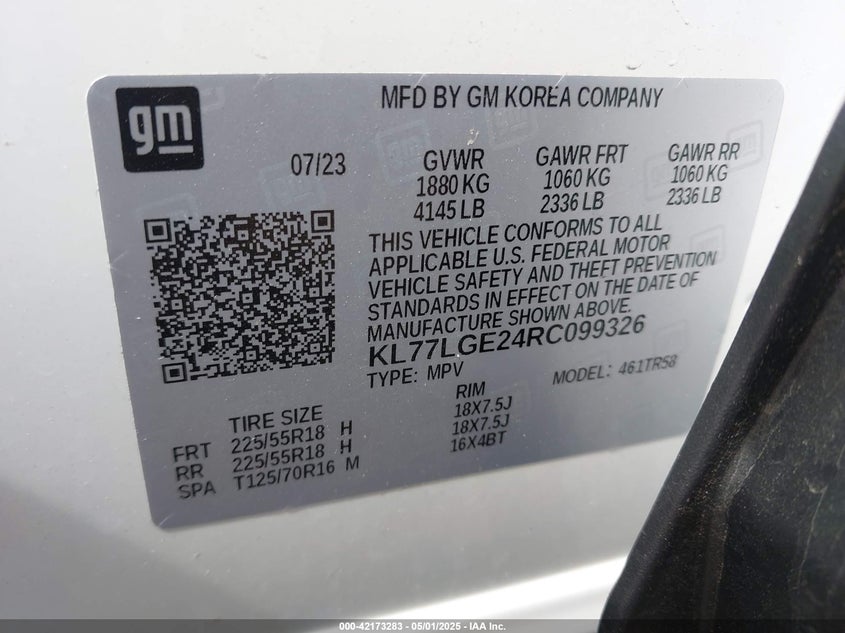 gm
MFD BY GM KOREA COMPANY
07/23
GVWR GAWR FRT GAWR RR
1880 KG 1060 KG 1060 KG
4145 LB 2336 LB 2336 LB
THIS VEHICLE CONFORMS TO ALL
APPLICABLE U.S. FEDERAL MOTOR
VEHICLE SAFETY AND THEFT PREVENTION
STANDARDS IN EFFECT ON THE DATE OF
MANUFACTURE SHOWN ABOVE.
KL77LGE24RC099326
TYPE: MPV MODEL: 461TR58
TIRE SIZE RIM
FRT 225/55R18 H 18X7.5J
RR 225/55R18 H 18X7.5J
SPA T125/70R16 M 16X4BT
000-42173283 - 05/01/2025 - IAA Inc.